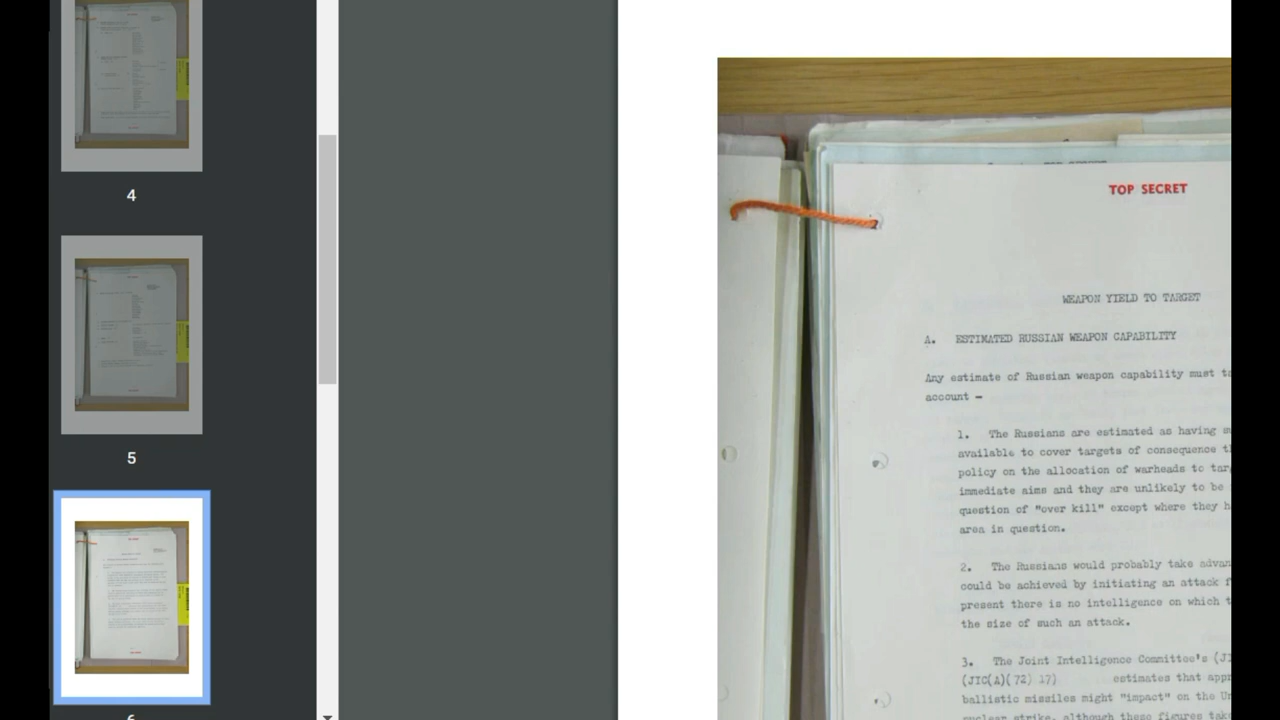 4
5
6
TOP SECRET
WEAPON YIELD TO TARGET
A. ESTIMATED RUSSIAN WEAPON CAPABILITY
Any estimate of Russian weapon capability must
account -
1. The Russians are estimated as having
available to cover targets of consequence
policy on the allocation of warheads to
immediate aims and they are unlikely to be
question of "over kill" except where they
area in question.
2. The Russians would probably take
could be achieved by initiating an attack
present there is no intelligence on which
the size of such an attack.
3. The Joint Intelligence Committee's
(JIC(A)(72) 17) estimates that
ballistic missiles might "impact" on the
nuclear strike, although these figures